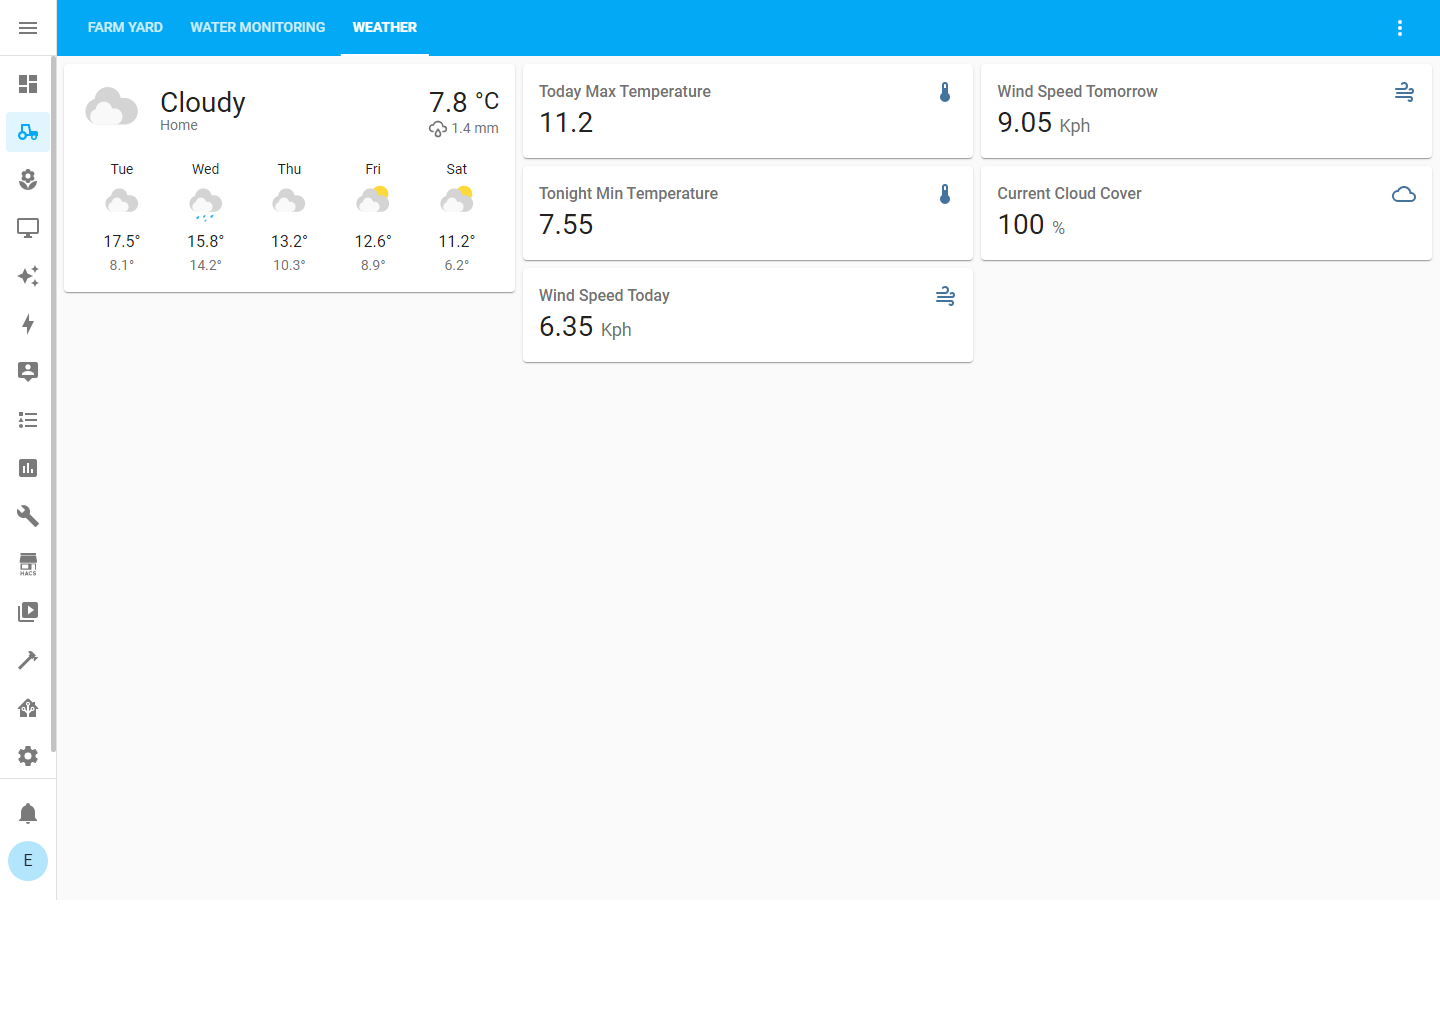 FARM YARD
WATER MONITORING
WEATHER
Cloudy
Home
7.8 °C
1.4 mm
Tue
Wed
Thu
Fri
Sat
17.5°
15.8°
13.2°
12.6°
11.2°
8.1°
14.2°
10.3°
8.9°
6.2°
Today Max Temperature
11.2
Tonight Min Temperature
7.55
Wind Speed Today
6.35 Kph
Wind Speed Tomorrow
9.05 Kph
Current Cloud Cover
100 %
HACS
E